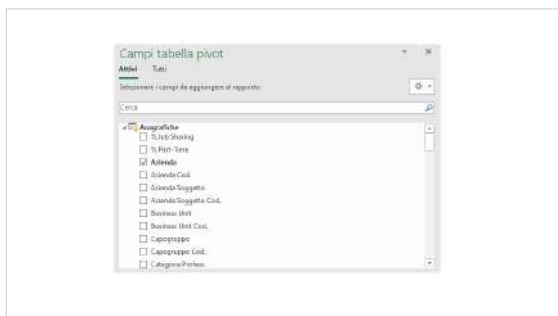 Campi tabella pivot
Attivi Tutti
Selezionare i campi da aggiungere al rapporto:
Cerca
Anagrafiche
% Job Sharing
% Part-Time
Azienda
Azienda Cod.
Azienda Soggetto
Azienda Soggetto Cod.
Business Unit
Business Unit Cod.
Capogruppo
Capogruppo Cod.
Categoria Profess.